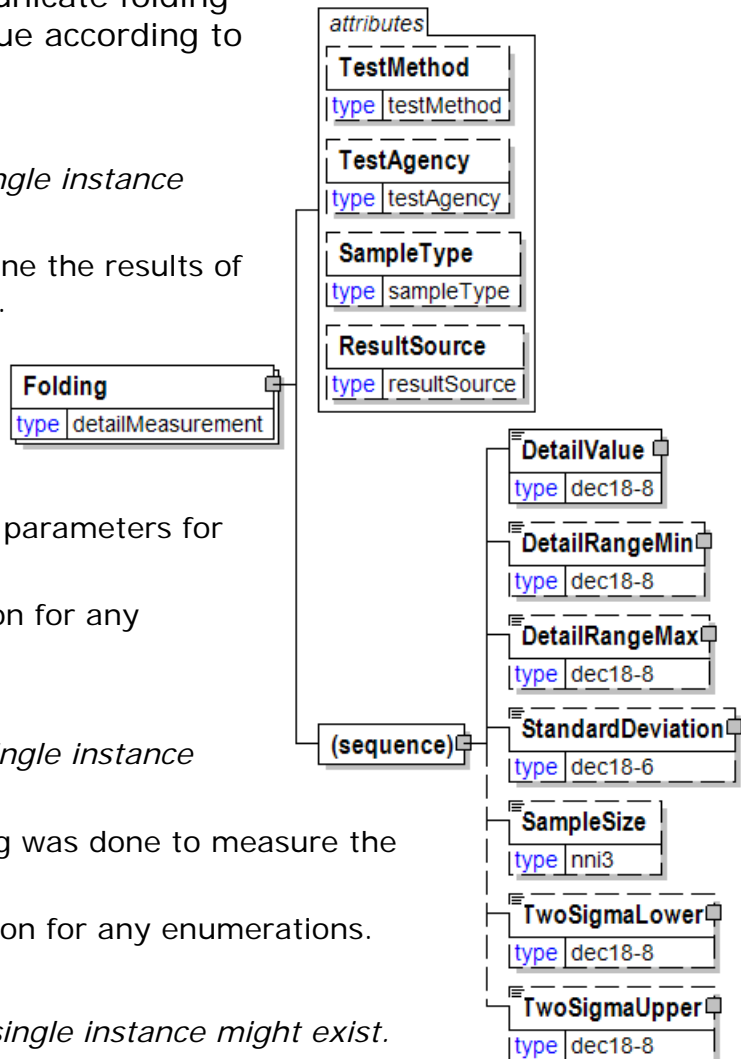 unicate folding
ue according to
ngle instance
ne the results of
.
parameters for
on for any
ingle instance
g was done to measure the
on for any enumerations.
single instance might exist.
Folding
type detailMeasurement
attributes
TestMethod
type testMethod
TestAgency
type testAgency
SampleType
type sampleType
ResultSource
type resultSource
(sequence)
DetailValue
type dec18-8
DetailRangeMin
type dec18-8
DetailRangeMax
type dec18-8
StandardDeviation
type dec18-6
SampleSize
type nni3
TwoSigmaLower
type dec18-8
TwoSigmaUpper
type dec18-8